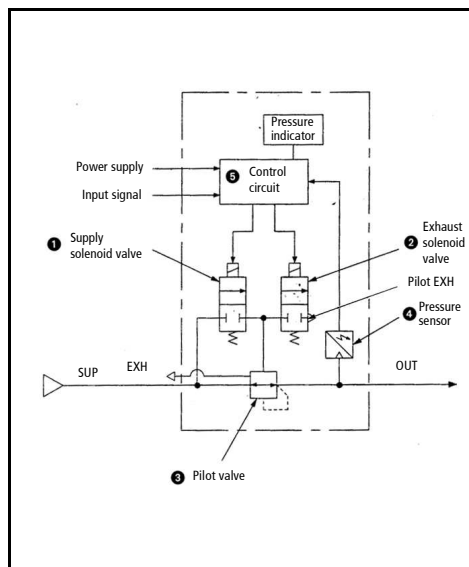 Pressure
indicator
Power supply
Input signal
5 Control
circuit
1 Supply
solenoid valve
2 Exhaust
solenoid
valve
Pilot EXH
4 Pressure
sensor
SUP
EXH
OUT
3 Pilot valve